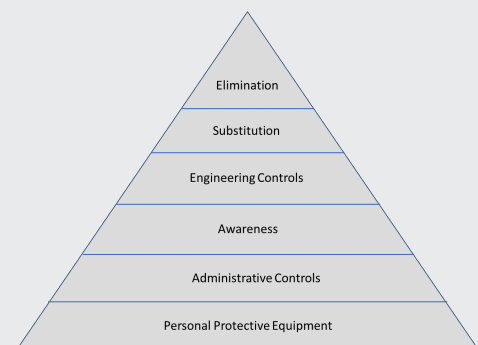 Elimination
Substitution
Engineering Controls
Awareness
Administrative Controls
Personal Protective Equipment